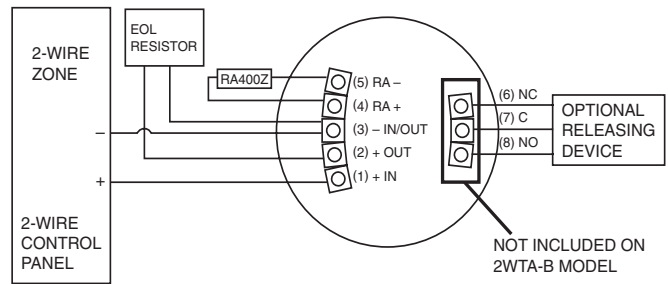 2-WIRE
ZONE
–
+
2-WIRE
CONTROL
PANEL
EOL
RESISTOR
RA400Z
(5) RA –
(4) RA +
(3) – IN/OUT
(2) + OUT
(1) + IN
(6) NC
(7) C
(8) NO
OPTIONAL
RELEASING
DEVICE
NOT INCLUDED ON
2WTA-B MODEL